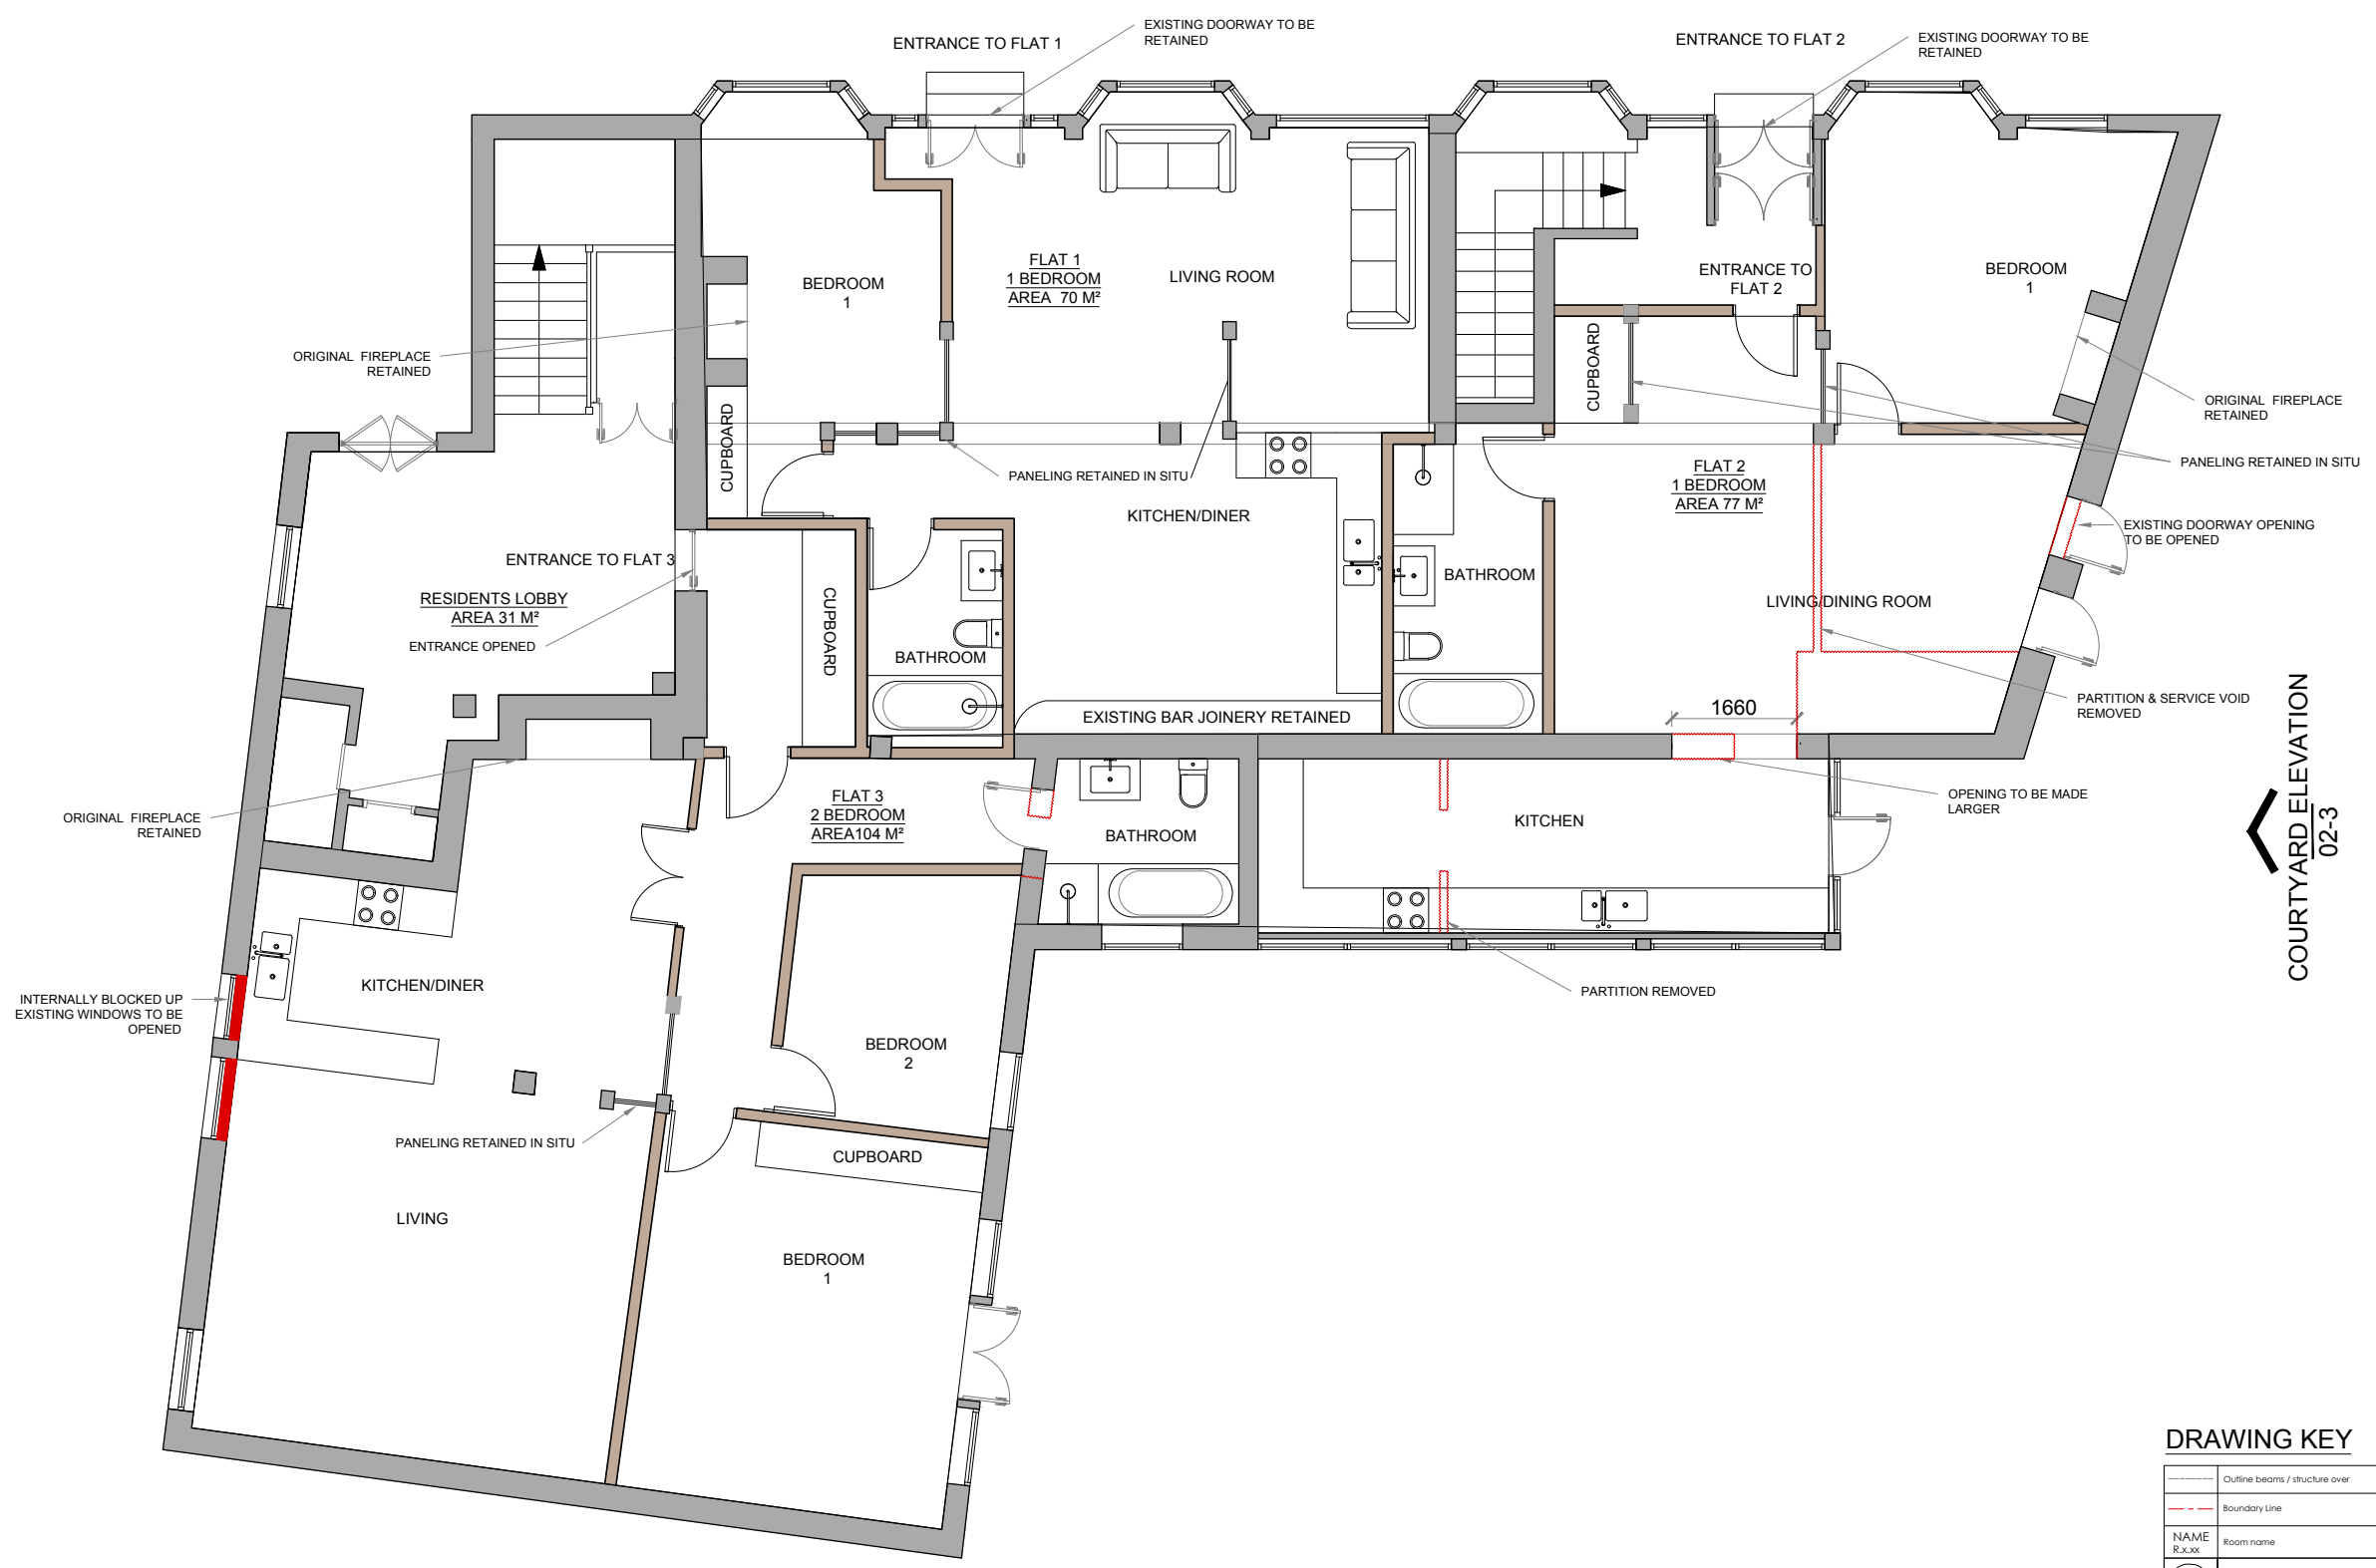 EXISTING DOORWAY TO BE
RETAINED
ENTRANCE TO FLAT 1
ENTRANCE TO FLAT 2
EXISTING DOORWAY TO BE
RETAINED
FLAT 1
1 BEDROOM
AREA 70 M²
LIVING ROOM
BEDROOM
1
ENTRANCE TO
FLAT 2
BEDROOM
1
ORIGINAL FIREPLACE
RETAINED
CUPBOARD
CUPBOARD
ORIGINAL FIREPLACE
RETAINED
PANELING RETAINED IN SITU
PANELING RETAINED IN SITU
FLAT 2
1 BEDROOM
AREA 77 M²
KITCHEN/DINER
EXISTING DOORWAY OPENING
TO BE OPENED
ENTRANCE TO FLAT 3
RESIDENTS LOBBY
AREA 31 M²
ENTRANCE OPENED
CUPBOARD
BATHROOM
BATHROOM
LIVING/DINING ROOM
PARTITION & SERVICE VOID
REMOVED
EXISTING BAR JOINERY RETAINED
1660
COURTYARD ELEVATION
02-3
ORIGINAL FIREPLACE
RETAINED
FLAT 3
2 BEDROOM
AREA104 M²
BATHROOM
KITCHEN
OPENING TO BE MADE
LARGER
INTERNALLY BLOCKED UP
EXISTING WINDOWS TO BE
OPENED
KITCHEN/DINER
PARTITION REMOVED
BEDROOM
2
PANELING RETAINED IN SITU
CUPBOARD
LIVING
BEDROOM
1
DRAWING KEY
Outline beams / structure over
Boundary Line
NAME
R.x.xx
Room name